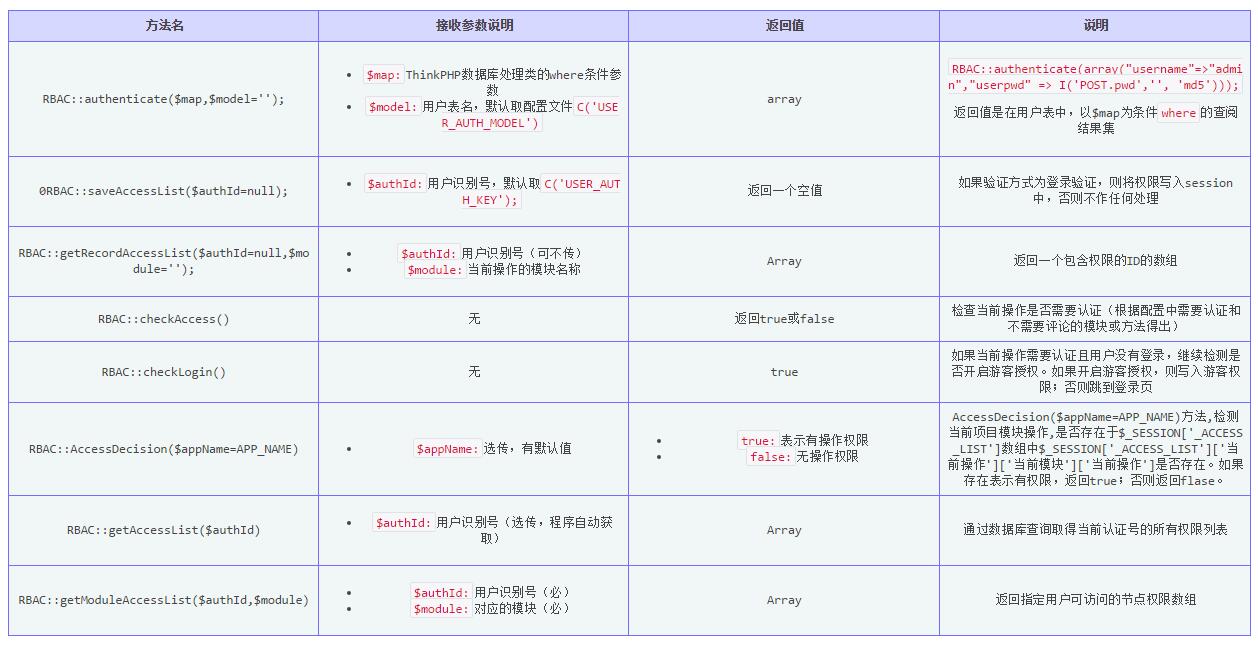 方法名 接收参数说明 返回值 说明
RBAC::authenticate($map,$model='');
$map:ThinkPHP数据库处理类的where条件参
数
$model:用户表名，默认取配置文件C('USE
R_AUTH_MODEL')
array
RBAC::authenticate(array("username"=>"admi
n","userpwd" => I('POST.pwd','', 'md5')));
返回值是在用户表中，以$map为条件where的查阅
结果集
0RBAC::saveAccessList($authId=null);
$authId:用户识别号，默认取C('USER_AUT
H_KEY');
返回一个空值
如果验证方式为登录验证，则将权限写入session
中，否则不作任何处理
RBAC::getRecordAccessList($authId=null,$mo
dule='');
$authId:用户识别号（可不传）
$module:当前操作的模块名称
Array
返回一个包含权限的ID的数组
RBAC::checkAccess()
无
返回true或false
检查当前操作是否需要认证（根据配置中需要认证和
不需要评论的模块或方法得出）
RBAC::checkLogin()
无
true
如果当前操作需要认证且用户没有登录，继续检测是
否开启游客授权。如果开启游客授权，则写入游客权
限；否则跳到登录页
RBAC::AccessDecision($appName=APP_NAME)
$appName:选传，有默认值
true:表示有操作权限
false:无操作权限
AccessDecision($appName=APP_NAME)方法,检测
当前项目模块操作,是否存在于$_SESSION['_ACCESS
_LIST']数组中$_SESSION['_ACCESS_LIST']['当
前操作']['当前模块']['当前操作']是否存在。如果
存在表示有权限，返回true；否则返回flase。
RBAC::getAccessList($authId)
$authId:用户识别号（选传，程序自动获
取）
Array
通过数据库查询取得当前认证号的所有权限列表
RBAC::getModuleAccessList($authId,$module)
$authId:用户识别号（必）
$module:对应的模块（必）
Array
返回指定用户可访问的节点权限数组